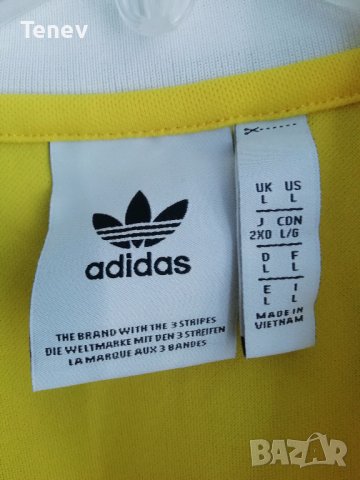 Tenev
adidas
THE BRAND WITH THE 3 STRIPES
DIE WELTMARKE MIT DEN 3 STREIFEN
LA MARQUE AUX 3 BANDES
UK US
L L
J CDN
2XO L/G
D F
L L
E I
L L
MADE IN
VIETNAM
BAZAR